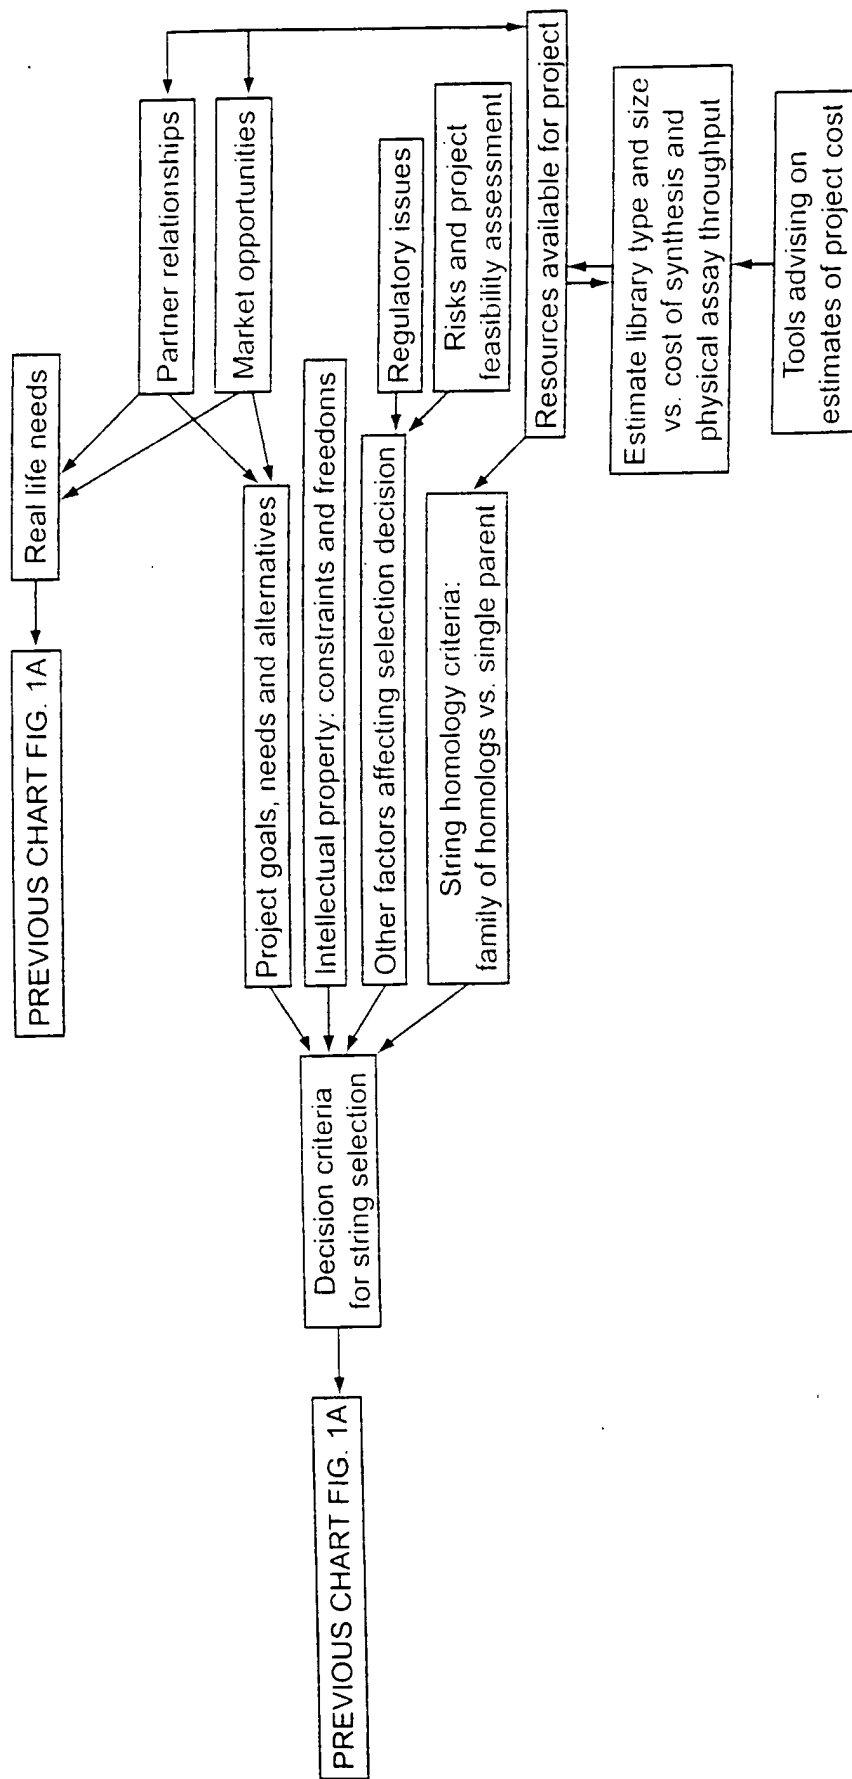 PREVIOUS CHART FIG. 1A
Real life needs
Partner relationships
Market opportunities
Project goals, needs and alternatives
Intellectual property: constraints and freedoms
Regulatory issues
Other factors affecting selection decision
Risks and project
feasibility assessment
String homology criteria:
family of homologs vs. single parent
Resources available for project
Decision criteria
for string selection
PREVIOUS CHART FIG. 1A
Estimate library type and size
vs. cost of synthesis and
physical assay throughput
Tools advising on
estimates of project cost